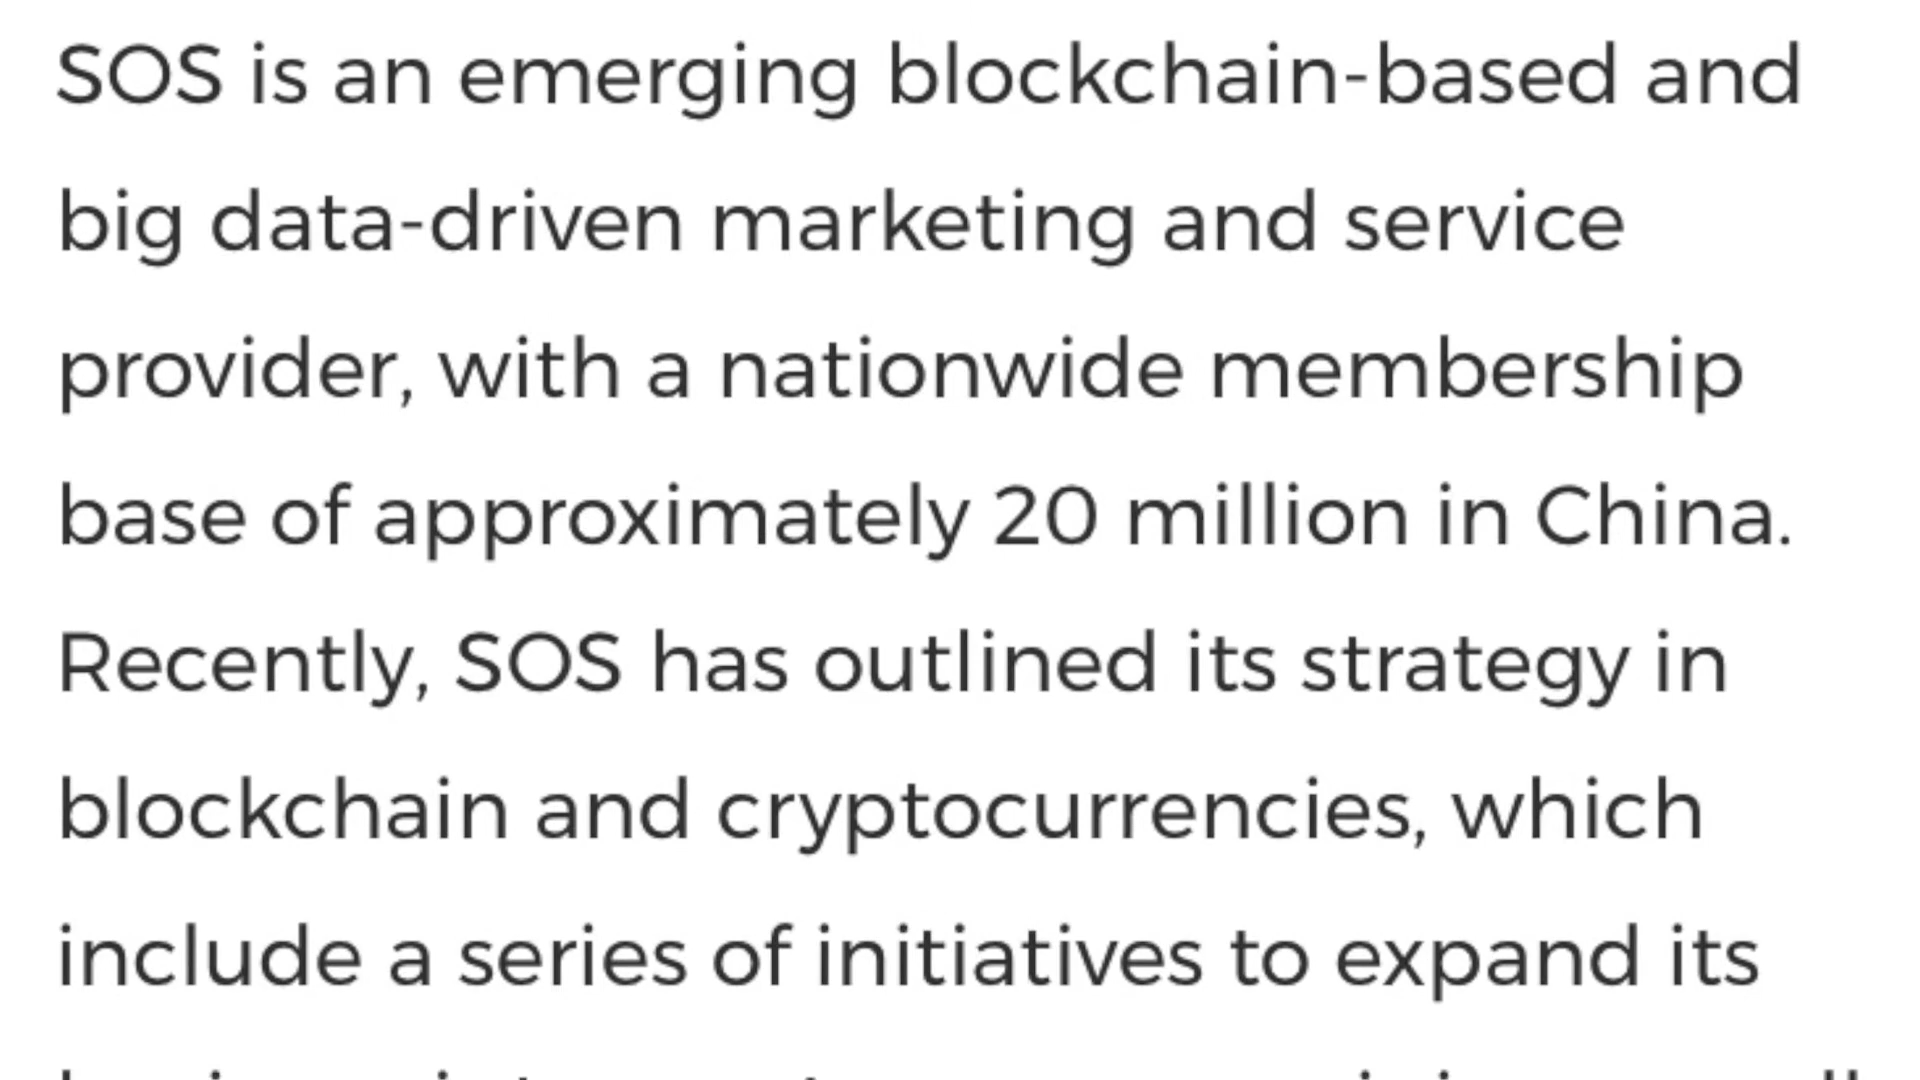 SOS is an emerging blockchain-based and
big data-driven marketing and service
provider, with a nationwide membership
base of approximately 20 million in China.
Recently, SOS has outlined its strategy in
blockchain and cryptocurrencies, which
include a series of initiatives to expand its